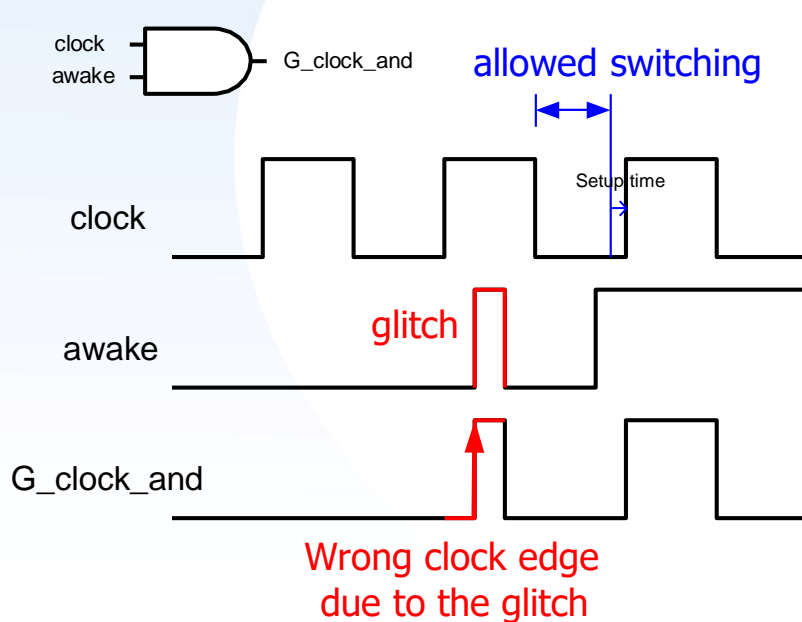 clock
awake
G_clock_and
allowed switching
Setup time
clock
glitch
awake
G_clock_and
Wrong clock edge
due to the glitch